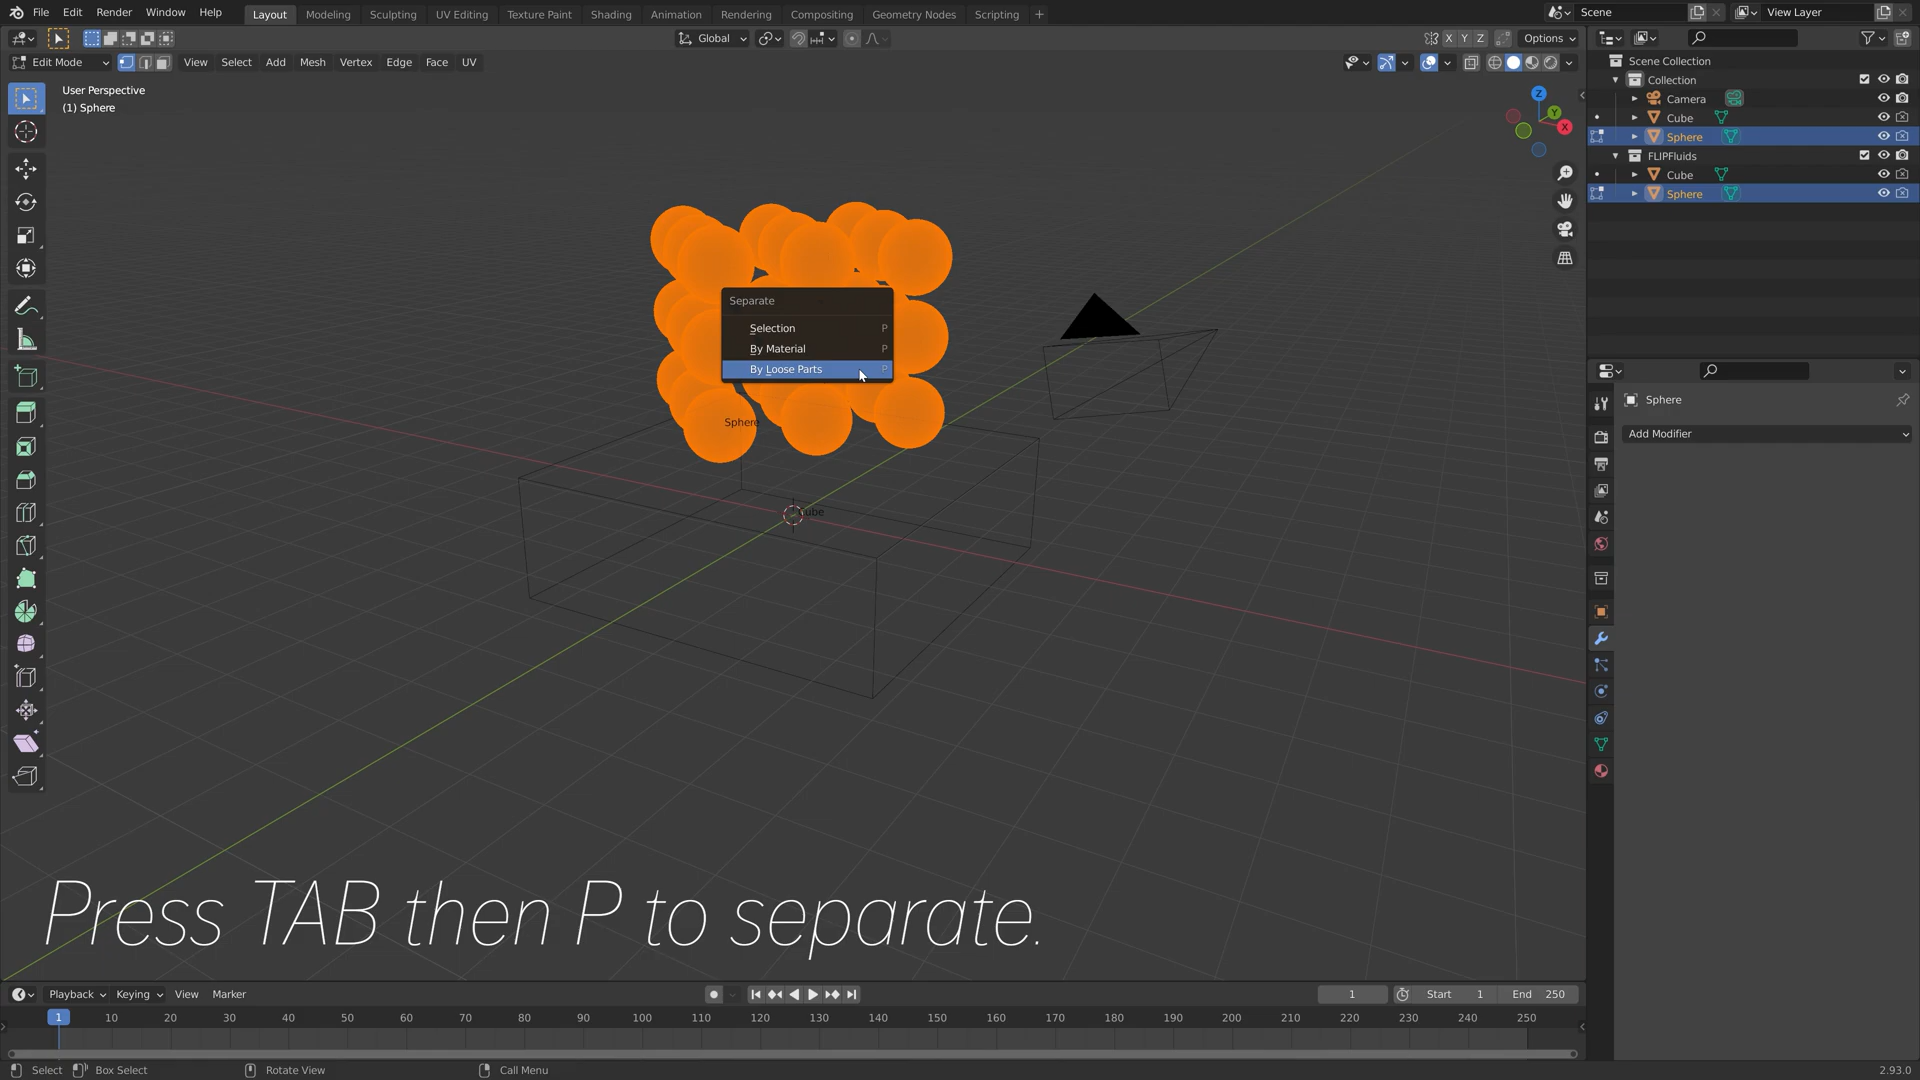 File Edit Render Window Help
Layout Modeling Sculpting UV Editing Texture Paint Shading Animation Rendering Compositing Geometry Nodes Scripting +
Scene
View Layer
Global
X Y Z
Options
Edit Mode
View Select Add Mesh Vertex Edge Face UV
User Perspective
(1) Sphere
Z
Y
X
Scene Collection
Collection
Camera
Cube
Sphere
FLIPFluids
Cube
Sphere
Separate
Selection P
By Material P
By Loose Parts P
Sphere
Cube
Sphere
Add Modifier
Press TAB then P to separate.
Playback Keying View Marker
1
Start 1
End 250
1 10 20 30 40 50 60 70 80 90 100 110 120 130 140 150 160 170 180 190 200 210 220 230 240 250
Select Box Select Rotate View Call Menu
2.93.0